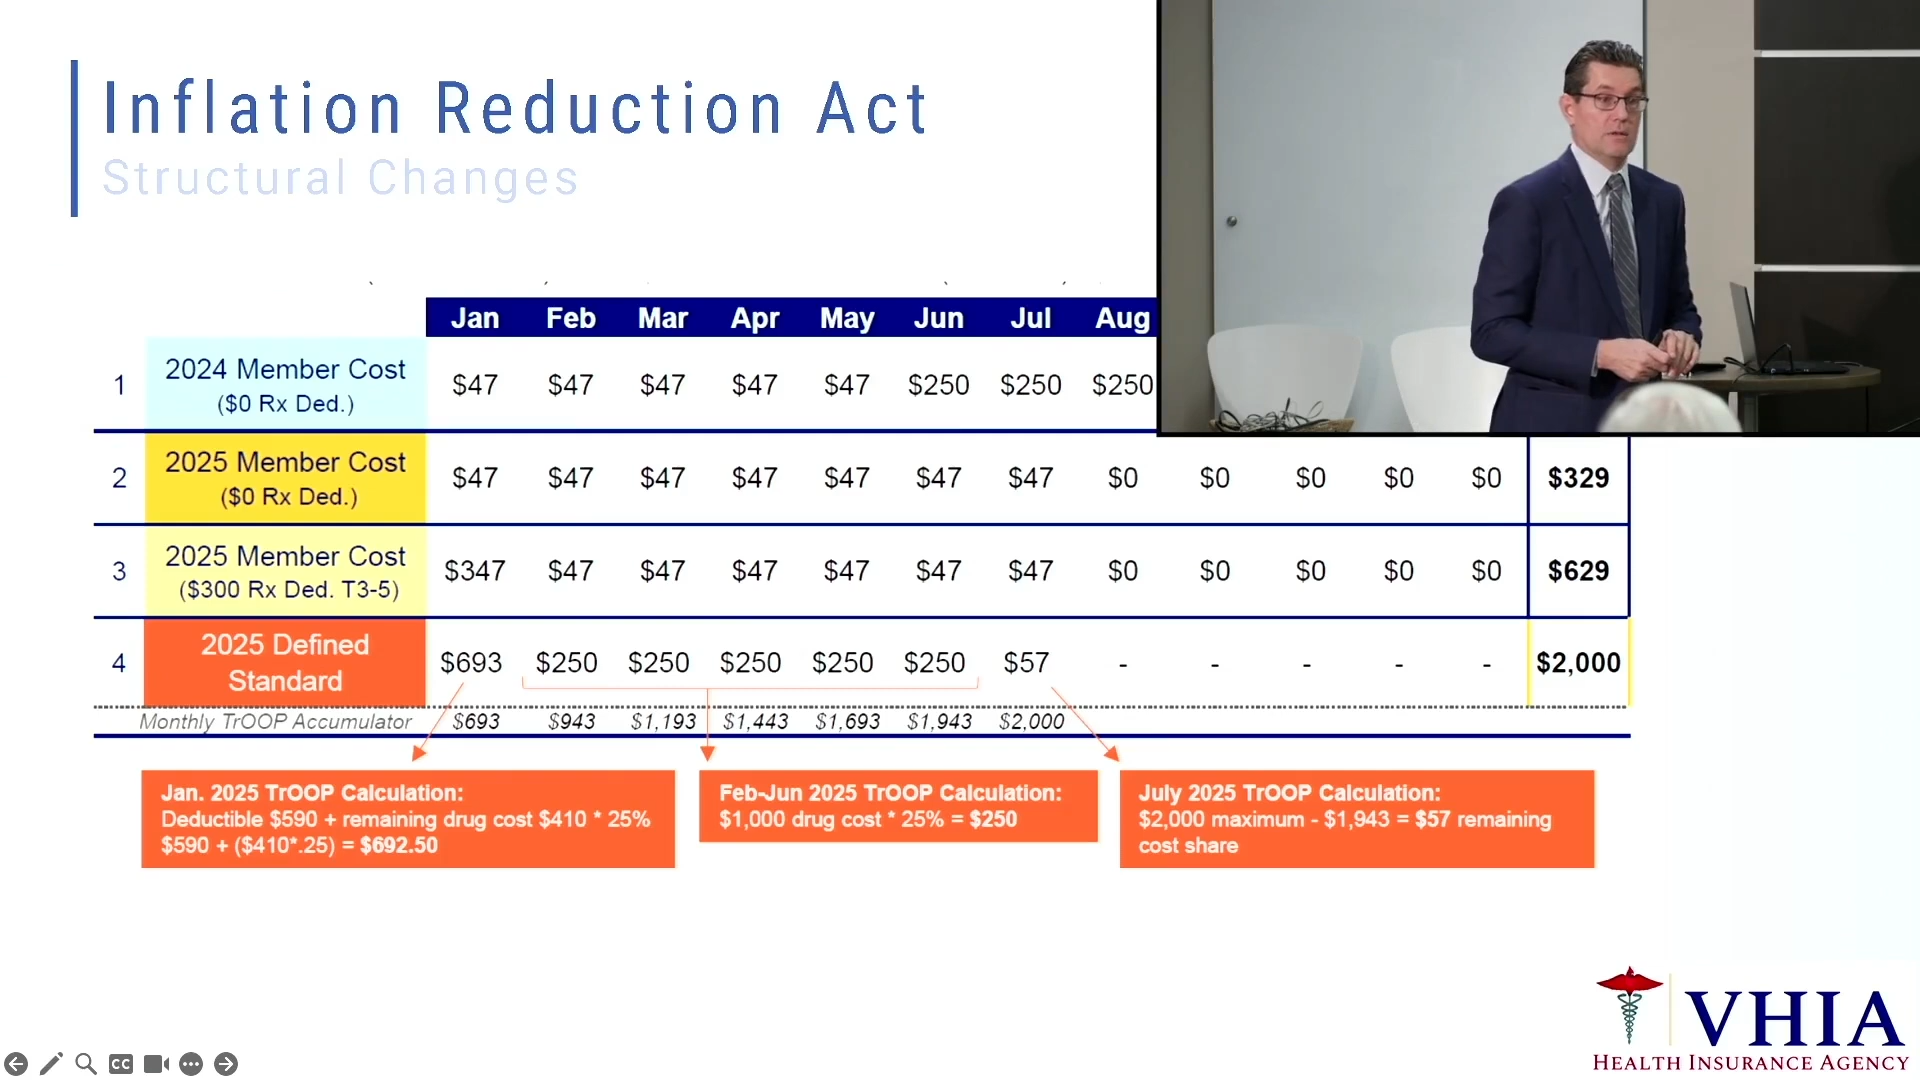 Inflation Reduction Act
Structural Changes
Jan Feb Mar Apr May Jun Jul Aug
1 2024 Member Cost ($0 Rx Ded.) $47 $47 $47 $47 $47 $250 $250 $250
2 2025 Member Cost ($0 Rx Ded.) $47 $47 $47 $47 $47 $47 $47 $0 $0 $0 $0 $0 $329
3 2025 Member Cost ($300 Rx Ded. T3-5) $347 $47 $47 $47 $47 $47 $47 $0 $0 $0 $0 $0 $629
4 2025 Defined Standard $693 $250 $250 $250 $250 $250 $57 - - - - - $2,000
Monthly TrOOP Accumulator $693 $943 $1,193 $1,443 $1,693 $1,943 $2,000
Jan. 2025 TrOOP Calculation:
Deductible $590 + remaining drug cost $410 * 25%
$590 + ($410*.25) = $692.50
Feb-Jun 2025 TrOOP Calculation:
$1,000 drug cost * 25% = $250
July 2025 TrOOP Calculation:
$2,000 maximum - $1,943 = $57 remaining
cost share
VHIA
HEALTH INSURANCE AGENCY
CC